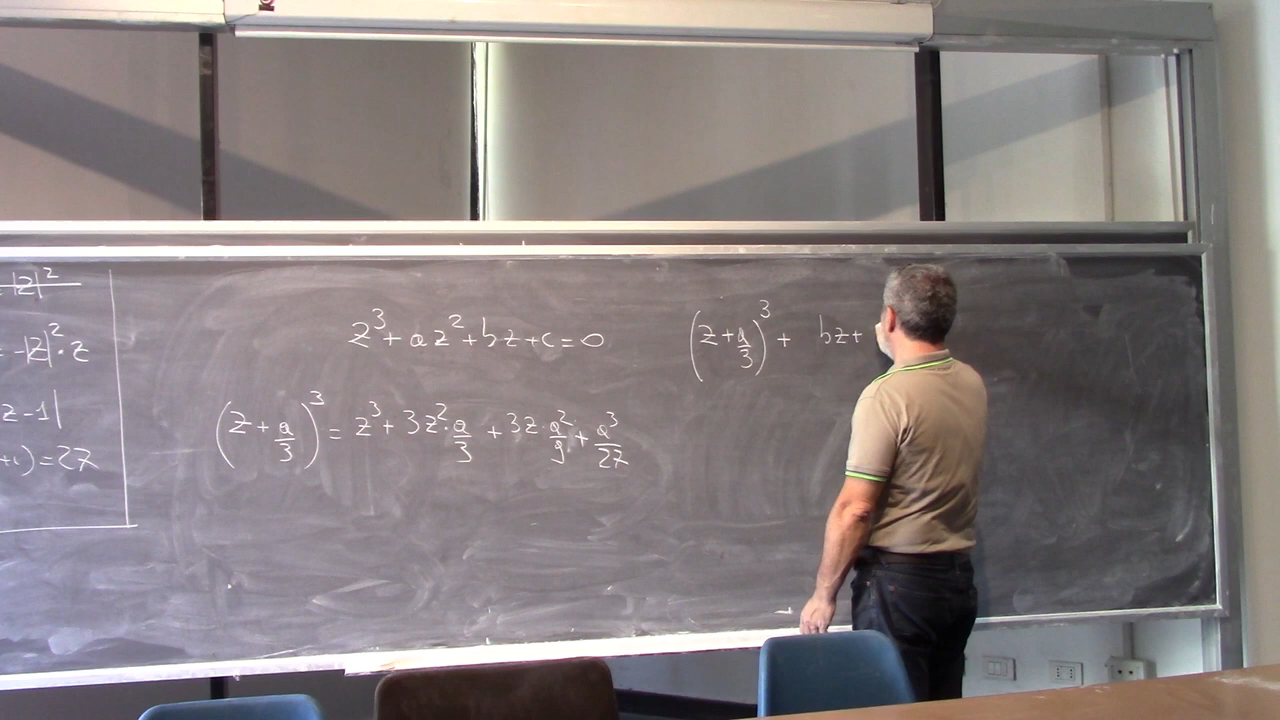 |z|²
= -|z|²·z
z-1|
+i)=27
z³+az²+bz+c=0
(z+a/3)³ = z³+3z²·a/3+3z·a²/9+a³/27
(z+a/3)³+ bz+